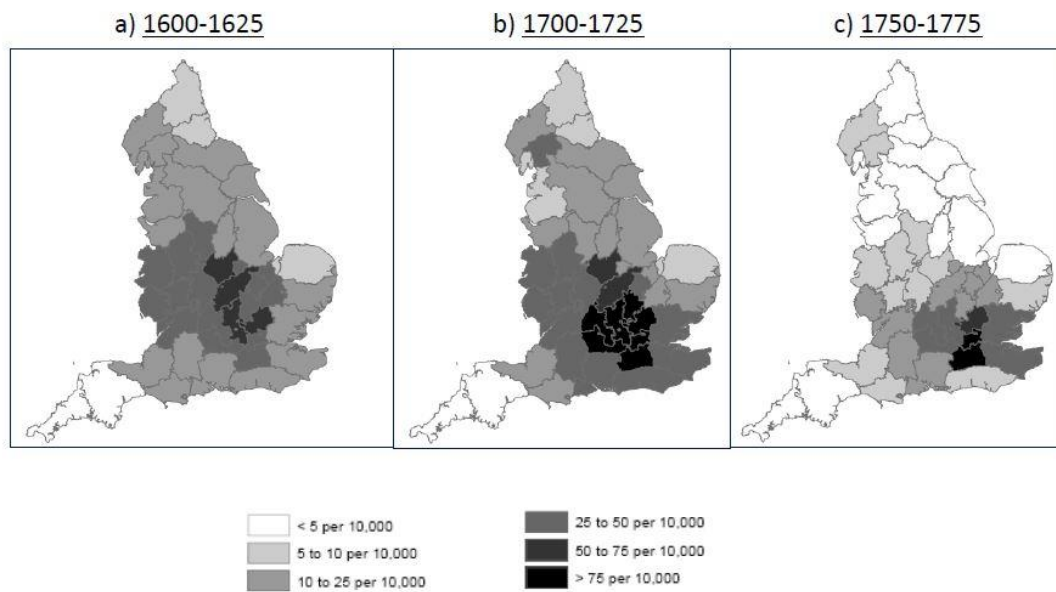 a) 1600-1625
b) 1700-1725
c) 1750-1775
< 5 per 10,000
5 to 10 per 10,000
10 to 25 per 10,000
25 to 50 per 10,000
50 to 75 per 10,000
> 75 per 10,000